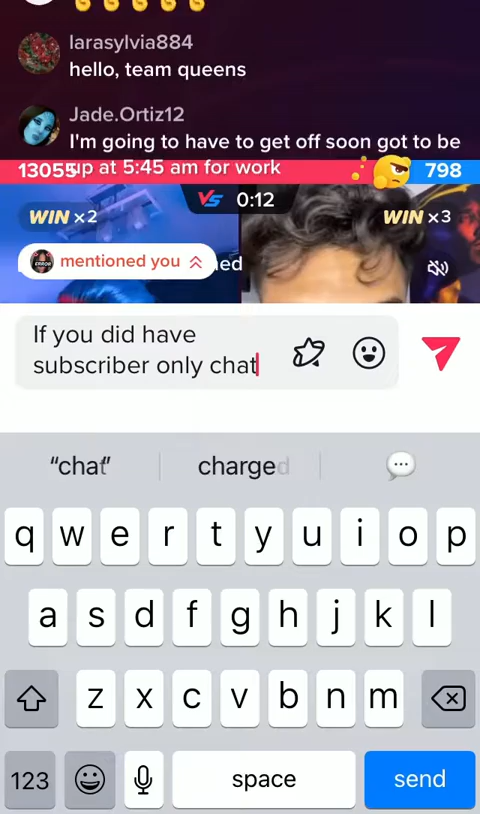 larasylvia884
hello, team queens
Jade.Ortiz12
I'm going to have to get off soon got to be
up at 5:45 am for work
13055
798
VS 0:12
WIN x2
WIN x3
mentioned you
If you did have
subscriber only chat
"chat"
charged
q w e r t y u i o p
a s d f g h j k l
z x c v b n m
123
space
send